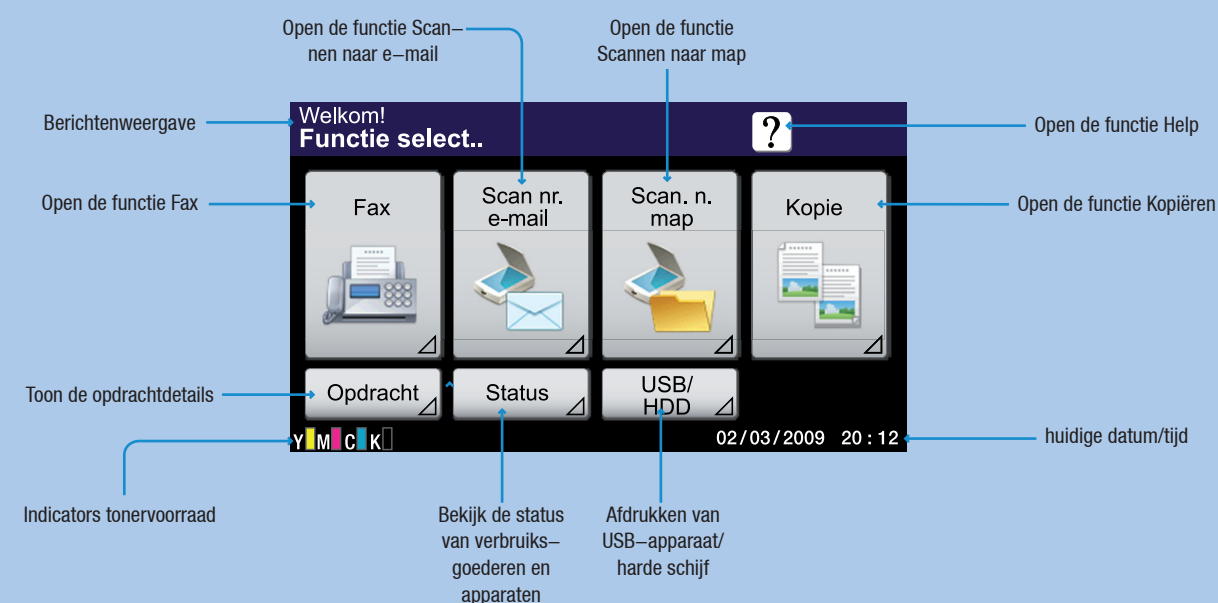 Open de functie Scan–
nen naar e–mail
Open de functie
Scannen naar map
Berichtenweergave
Welkom!
Functie select..
?
Open de functie Help
Open de functie Fax
Fax
Scan nr.
e-mail
Scan. n.
map
Kopie
Open de functie Kopiëren
Toon de opdrachtdetails
Opdracht
Status
USB/
HDD
Y M C K
02/03/2009 20:12
huidige datum/tijd
Indicators tonervoorraad
Bekijk de status
van verbruiks–
goederen en
apparaten
Afdrukken van
USB–apparaat/
harde schijf